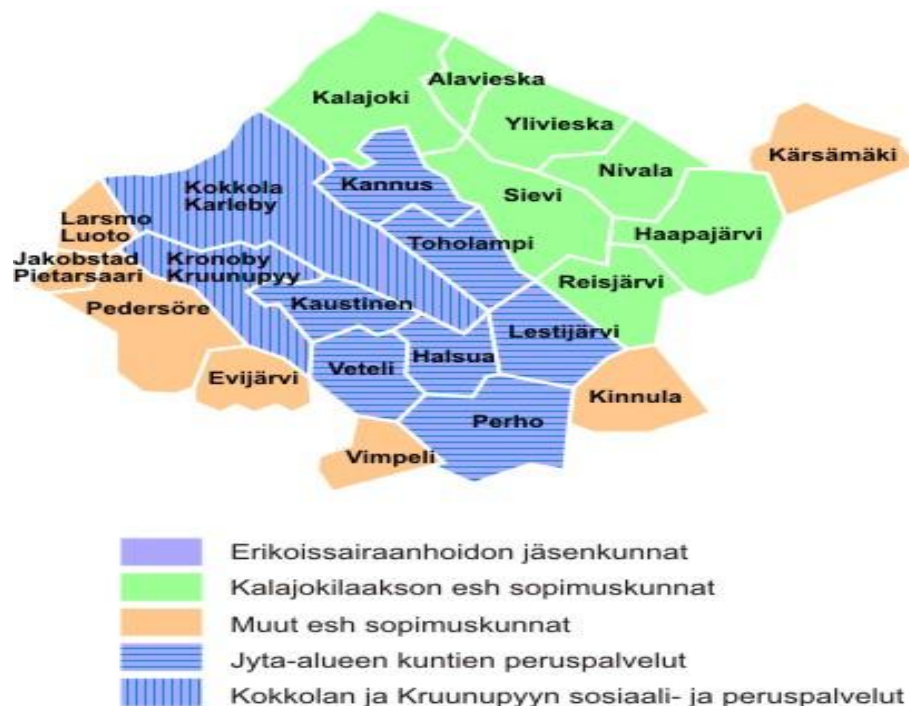 Alavieska
Kalajoki
Ylivieska
Kärsämäki
Nivala
Kannus
Kokkola
Karleby
Sievi
Larsmo
Luoto
Haapajärvi
Toholampi
Jakobstad
Pietarsaari
Kronoby
Kruunupyy
Reisjärvi
Pedersöre
Kaustinen
Lestijärvi
Halsua
Veteli
Evijärvi
Kinnula
Perho
Vimpeli
Erikoissairaanhoidon jäsenkunnat
Kalajokilaakson esh sopimuskunnat
Muut esh sopimuskunnat
Jyta-alueen kuntien peruspalvelut
Kokkolan ja Kruunupyyn sosiaali- ja peruspalvelut